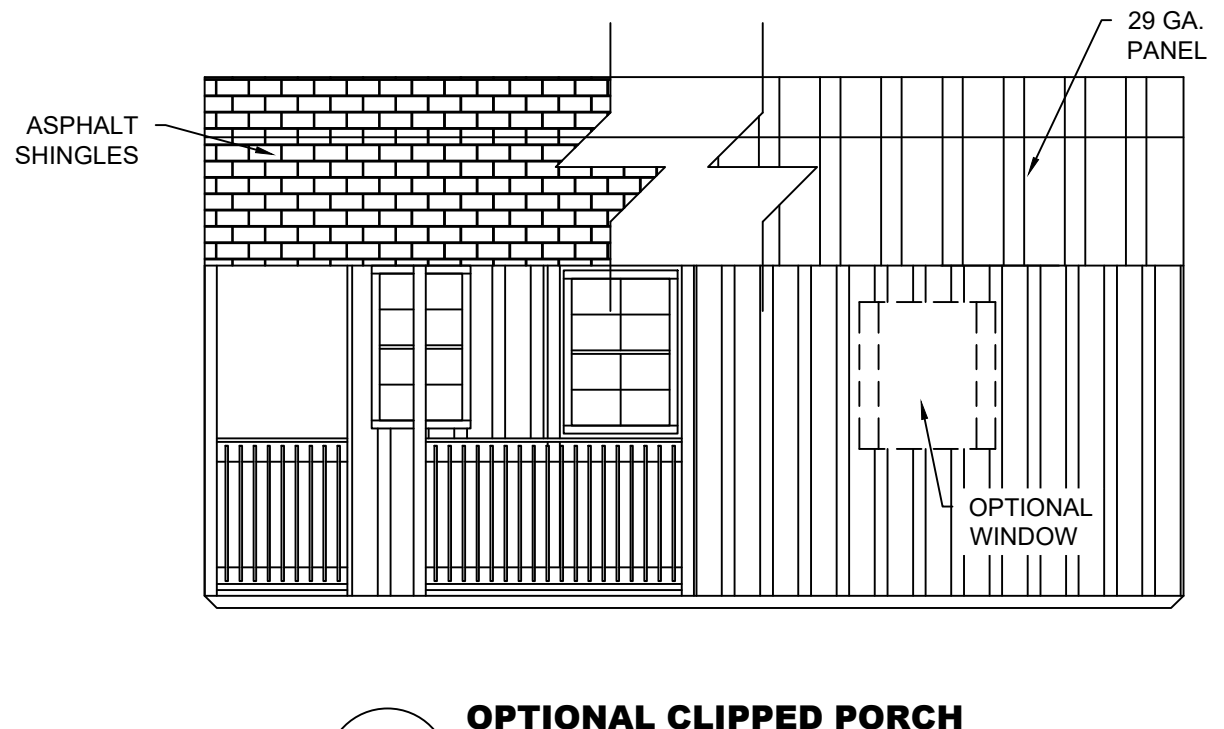 29 GA.
PANEL
ASPHALT
SHINGLES
OPTIONAL
WINDOW
OPTIONAL CLIPPED PORCH